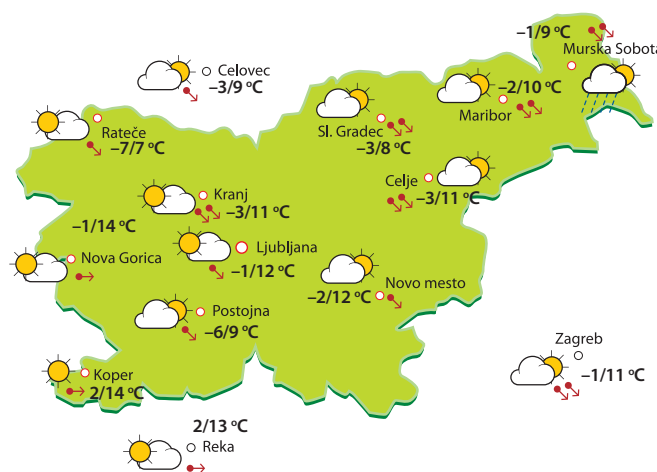 –1/9 °C
Murska Sobota
Celovec
–3/9 °C
–2/10 °C
Maribor
Rateče
–7/7 °C
Sl. Gradec
–3/8 °C
Celje
–3/11 °C
Kranj
–3/11 °C
–1/14 °C
Nova Gorica
Ljubljana
–1/12 °C
Novo mesto
–2/12 °C
Postojna
–6/9 °C
Zagreb
–1/11 °C
Koper
2/14 °C
2/13 °C
Reka